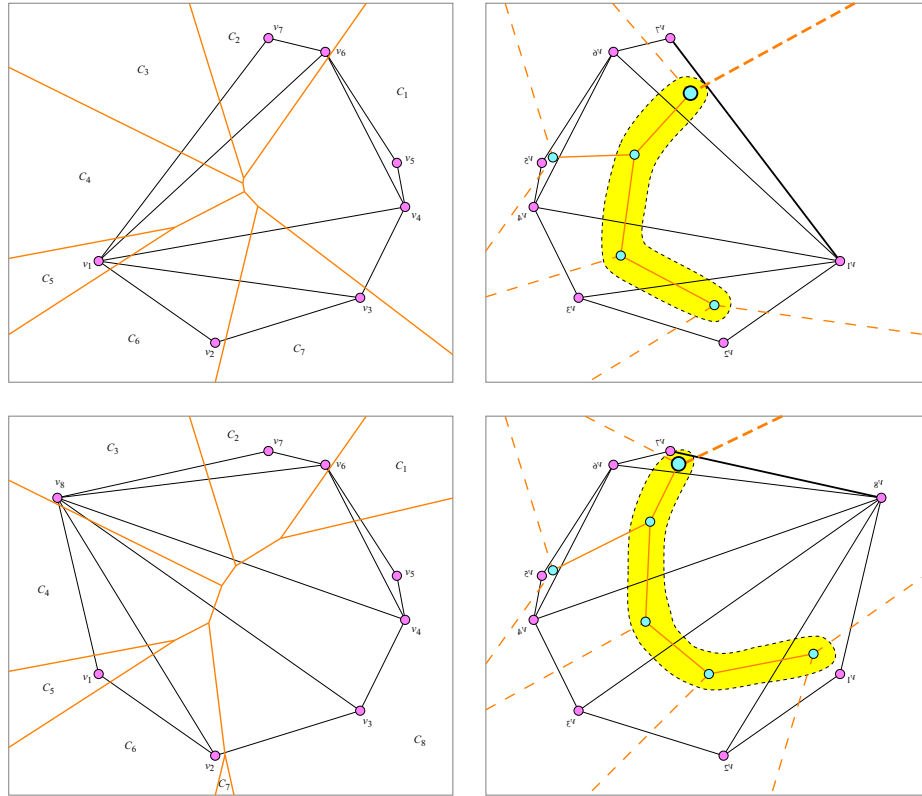 v₇
C₂
v₆
C₃
C₁
v₅
C₄
v₄
v₁
C₅
v₃
C₆
v₂
C₇
v₇
v₆
v₅
v₄
v₁
v₃
v₂
C₂
v₇
C₃
v₆
C₁
v₈
v₅
C₄
v₄
v₁
C₅
v₃
C₈
C₆
v₂
C₇
v₇
v₆
v₈
v₅
v₄
v₁
v₃
v₂